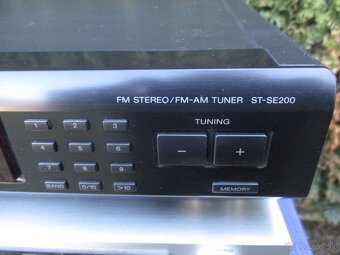 FM STEREO/FM-AM TUNER ST-SE200
TUNING
1 2 3
4 5 6
− +
7 8 9
BAND 0/10 >10
MEMORY